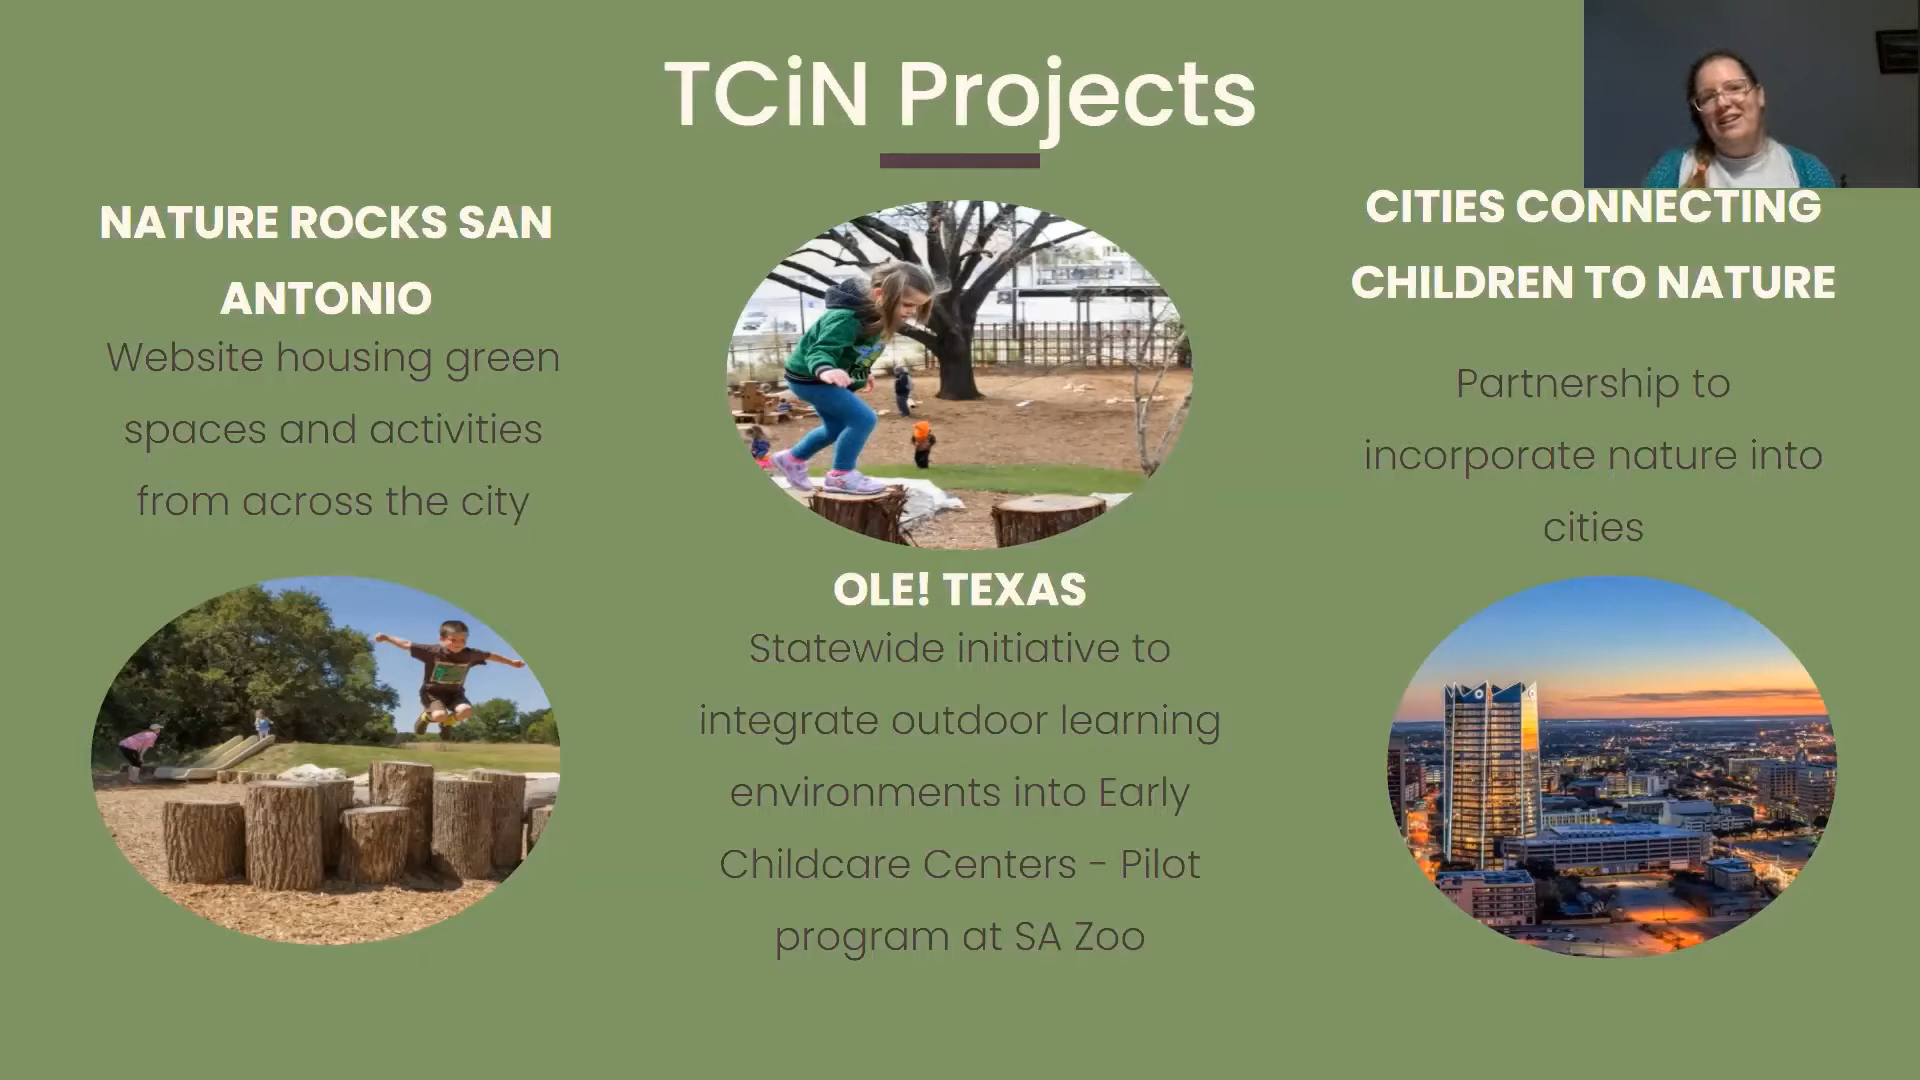 TCiN Projects
NATURE ROCKS SAN
ANTONIO
Website housing green
spaces and activities
from across the city
OLE! TEXAS
Statewide initiative to
integrate outdoor learning
environments into Early
Childcare Centers - Pilot
program at SA Zoo
CITIES CONNECTING
CHILDREN TO NATURE
Partnership to
incorporate nature into
cities